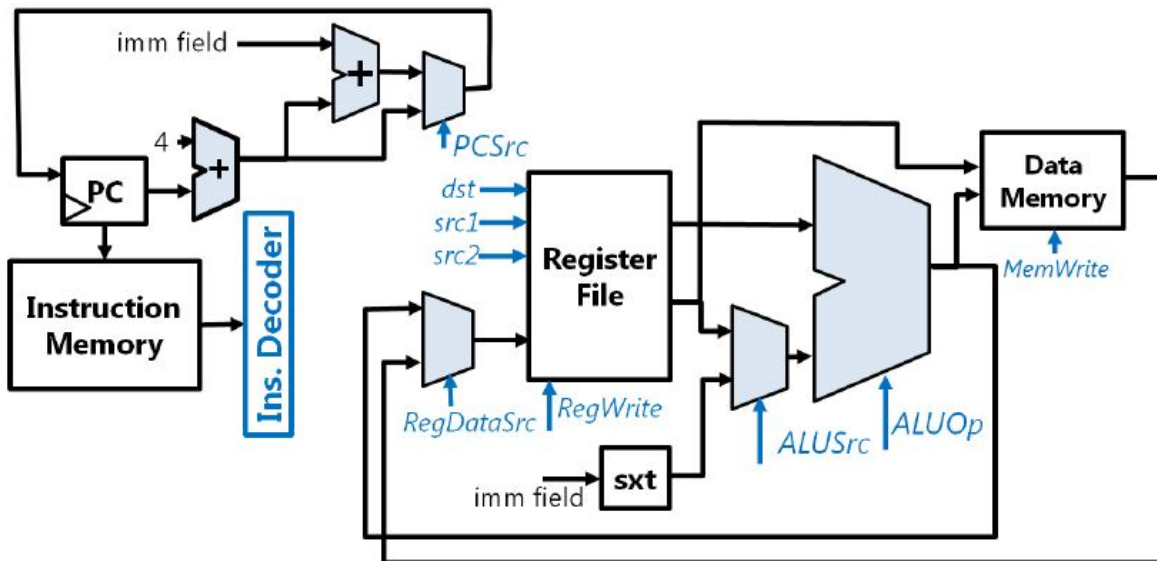 imm field
+
4
+
PCSrc
PC
dst
src1
src2
Register
File
Data
Memory
MemWrite
Instruction
Memory
Ins. Decoder
RegDataSrc
RegWrite
ALUSrc
ALUOp
sxt
imm field